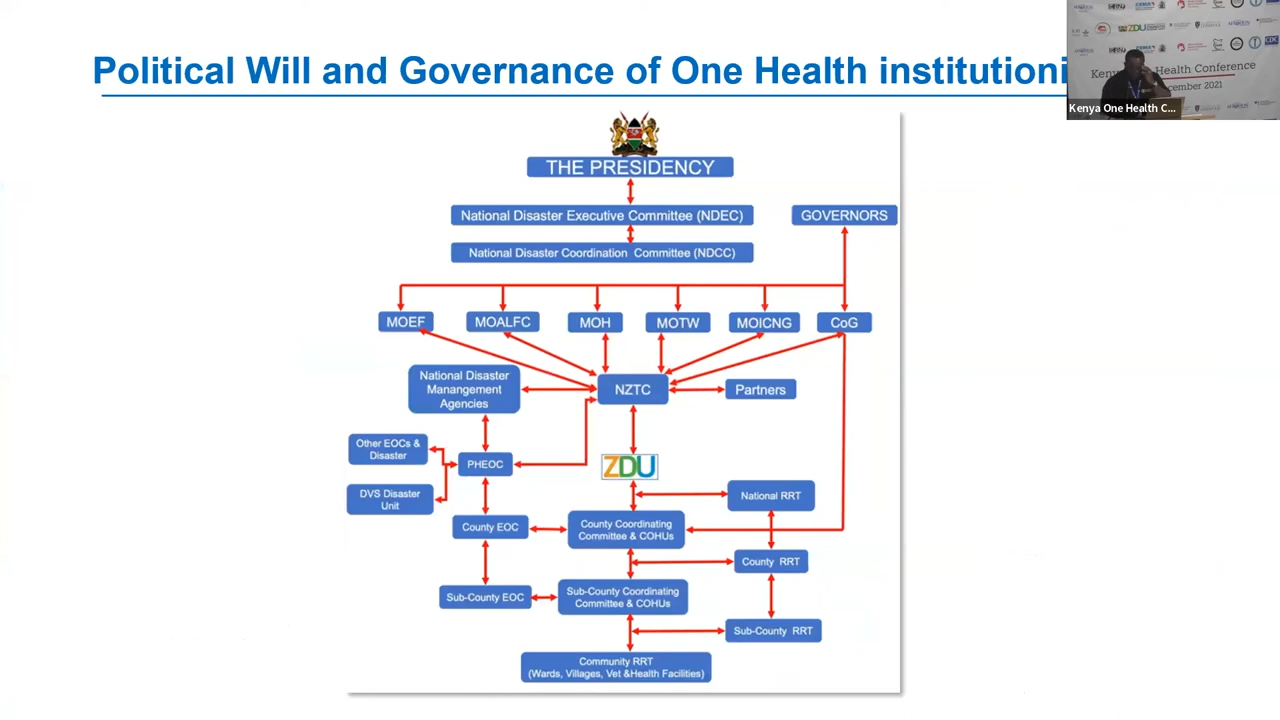 Political Will and Governance of One Health institutioni
Health Conference
cember 2021
Kenya One Health C...
THE PRESIDENCY
National Disaster Executive Committee (NDEC)
GOVERNORS
National Disaster Coordination Committee (NDCC)
MOEF
MOALFC
MOH
MOTW
MOICNG
CoG
National Disaster
Manangement
Agencies
NZTC
Partners
Other EOCs &
Disaster
PHEOC
ZDU
DVS Disaster
Unit
National RRT
County EOC
County Coordinating
Committee & COHUs
County RRT
Sub-County EOC
Sub-County Coordinating
Committee & COHUs
Sub-County RRT
Community RRT
(Wards, Villages, Vet &Health Facilities)